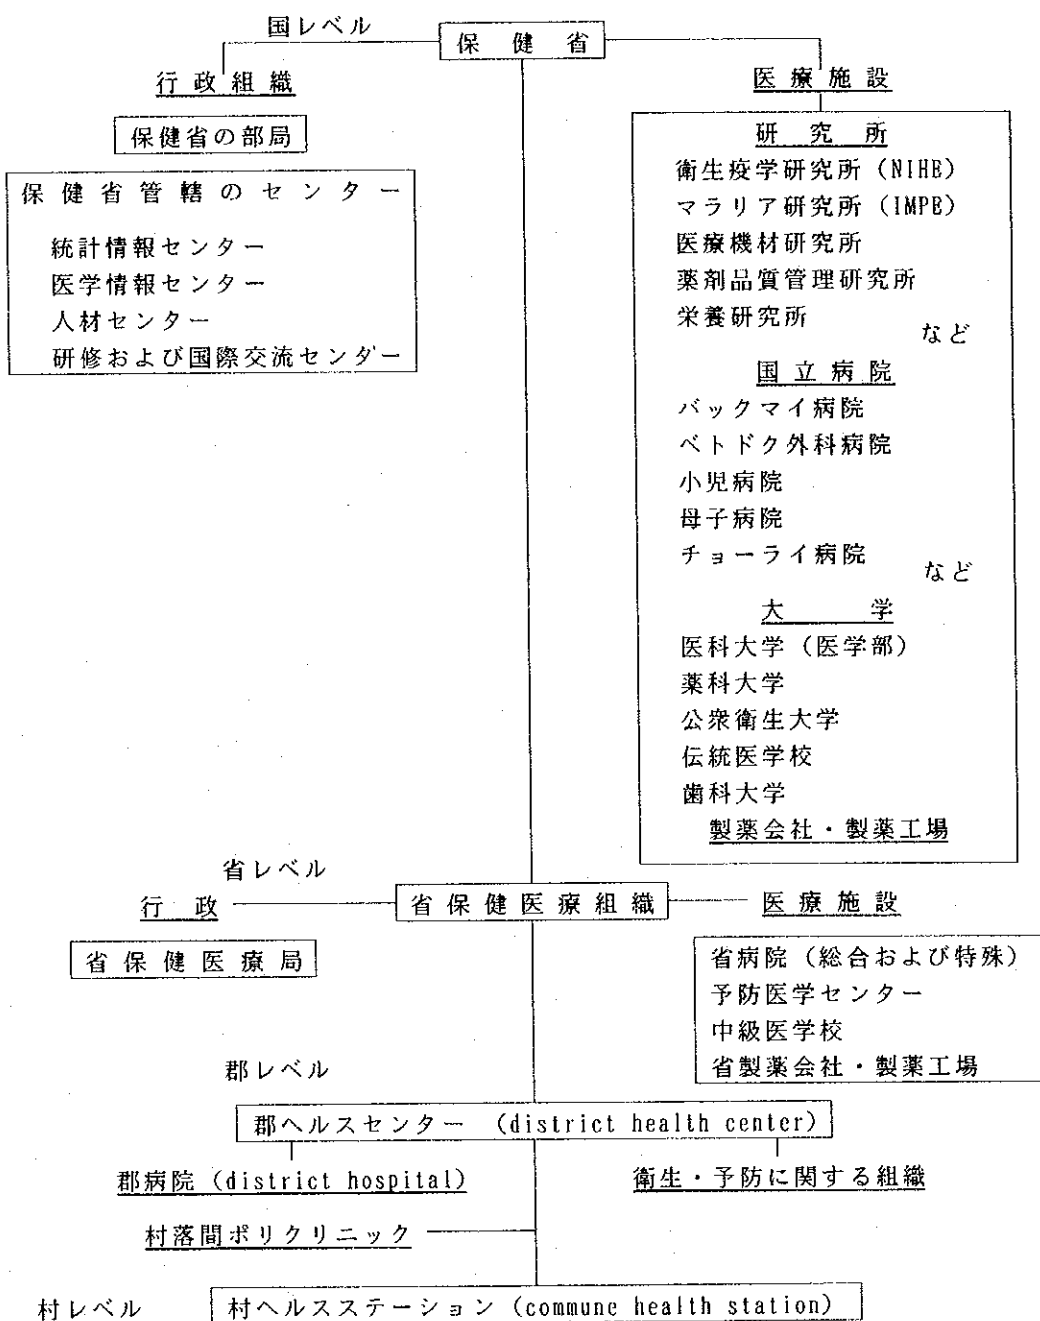 国レベル
保健省
行政組織
保健省の部局
保健省管轄のセンター
統計情報センター
医学情報センター
人材センター
研修および国際交流センダー
医療施設
研究所
衛生疫学研究所 (NIHE)
マラリア研究所 (IMPE)
医療機材研究所
薬剤品質管理研究所
栄養研究所
など
国立病院
バックマイ病院
ベトドク外科病院
小児病院
母子病院
チョーライ病院
など
大学
医科大学 (医学部)
薬科大学
公衆衛生大学
伝統医学校
歯科大学
製薬会社・製薬工場
省レベル
行政
省保健医療組織
医療施設
省保健医療局
省病院 (総合および特殊)
予防医学センター
中級医学校
省製薬会社・製薬工場
郡レベル
郡ヘルスセンター (district health center)
郡病院 (district hospital)
衛生・予防に関する組織
村落間ポリクリニック
村レベル
村ヘルスステーション (commune health station)